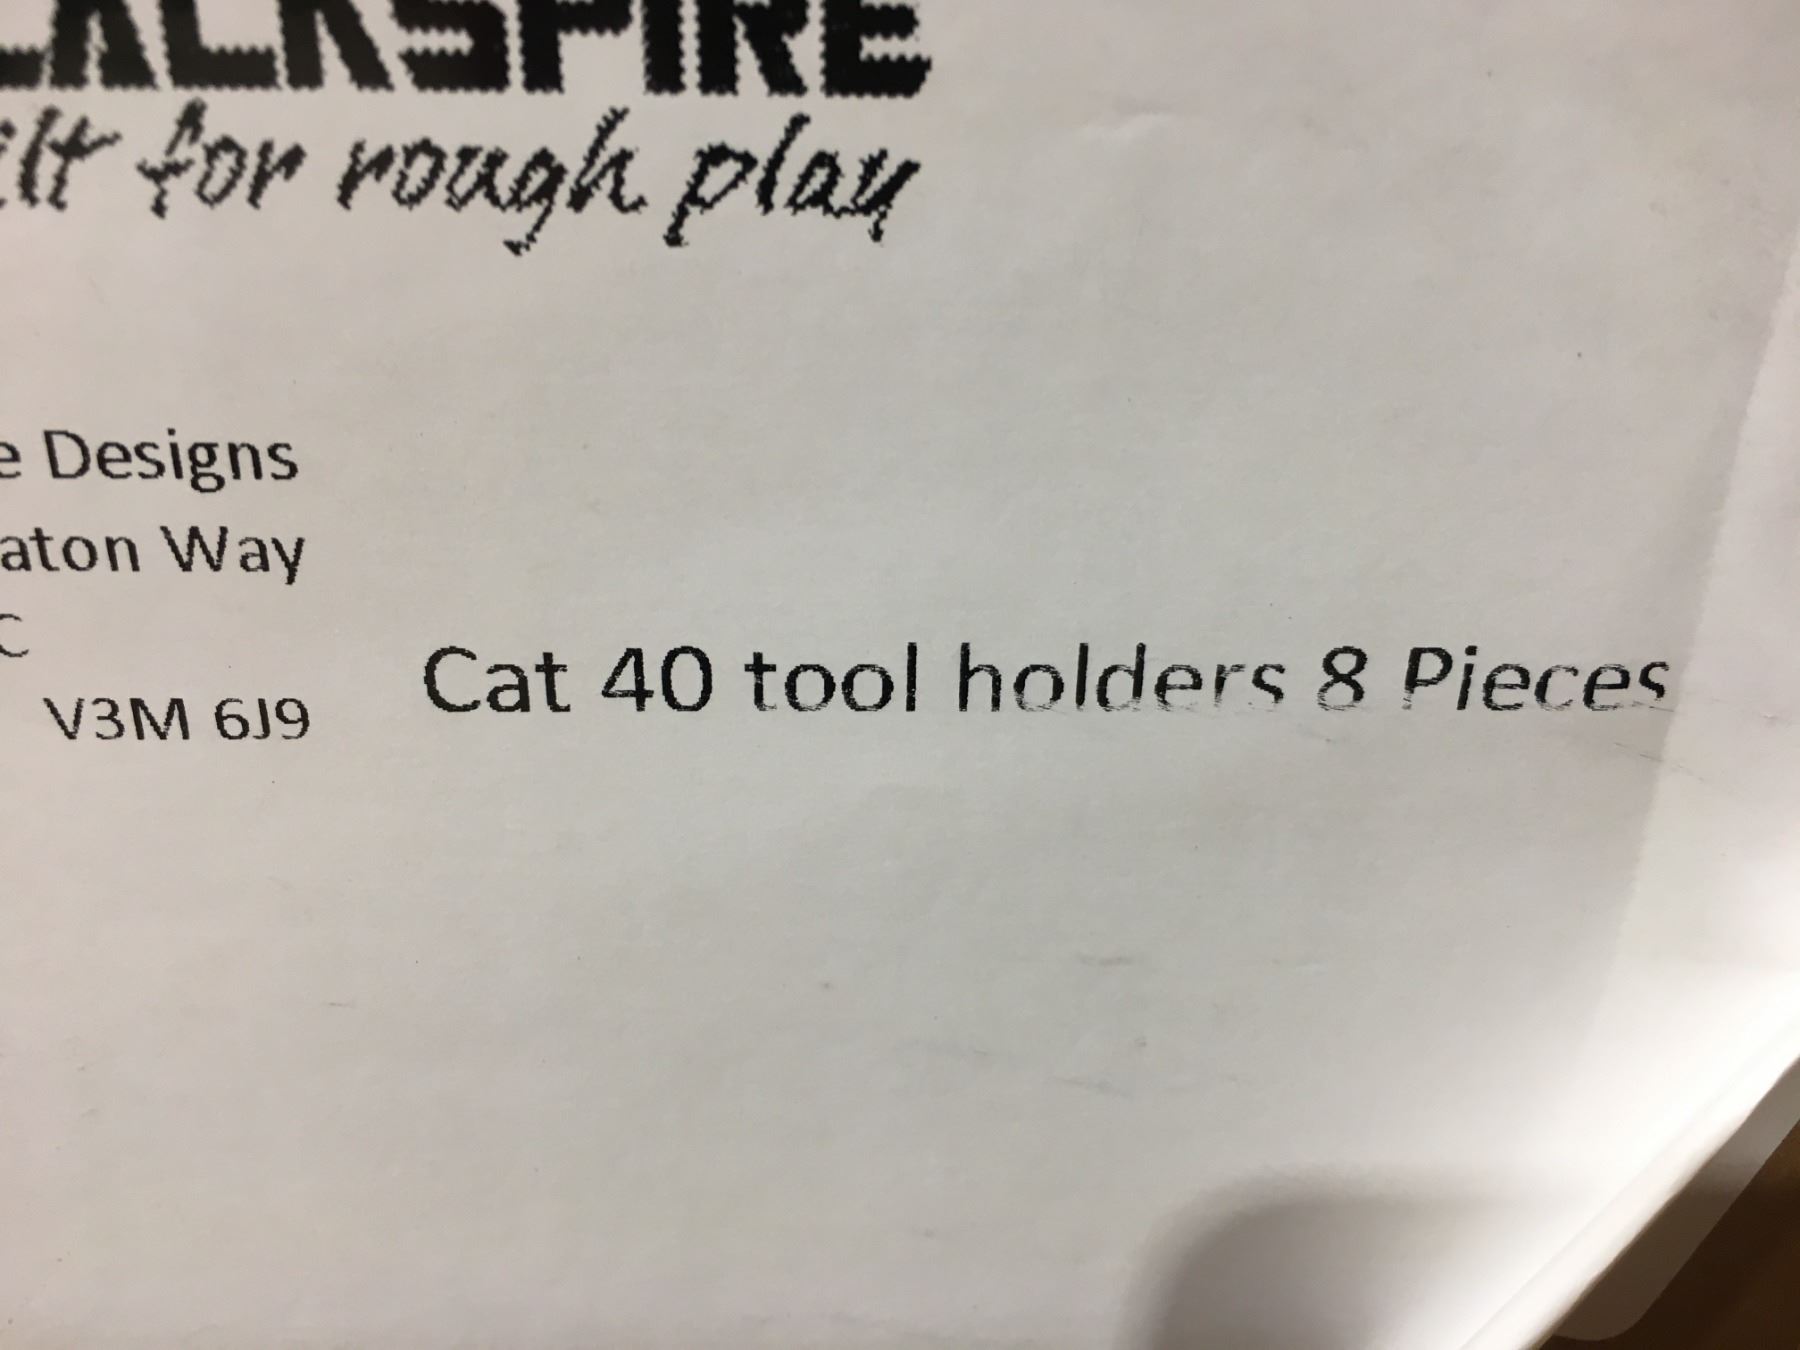 LACKSPIRE
ilt for rough play
e Designs
aton Way
C
V3M 6J9
Cat 40 tool holders 8 Pieces